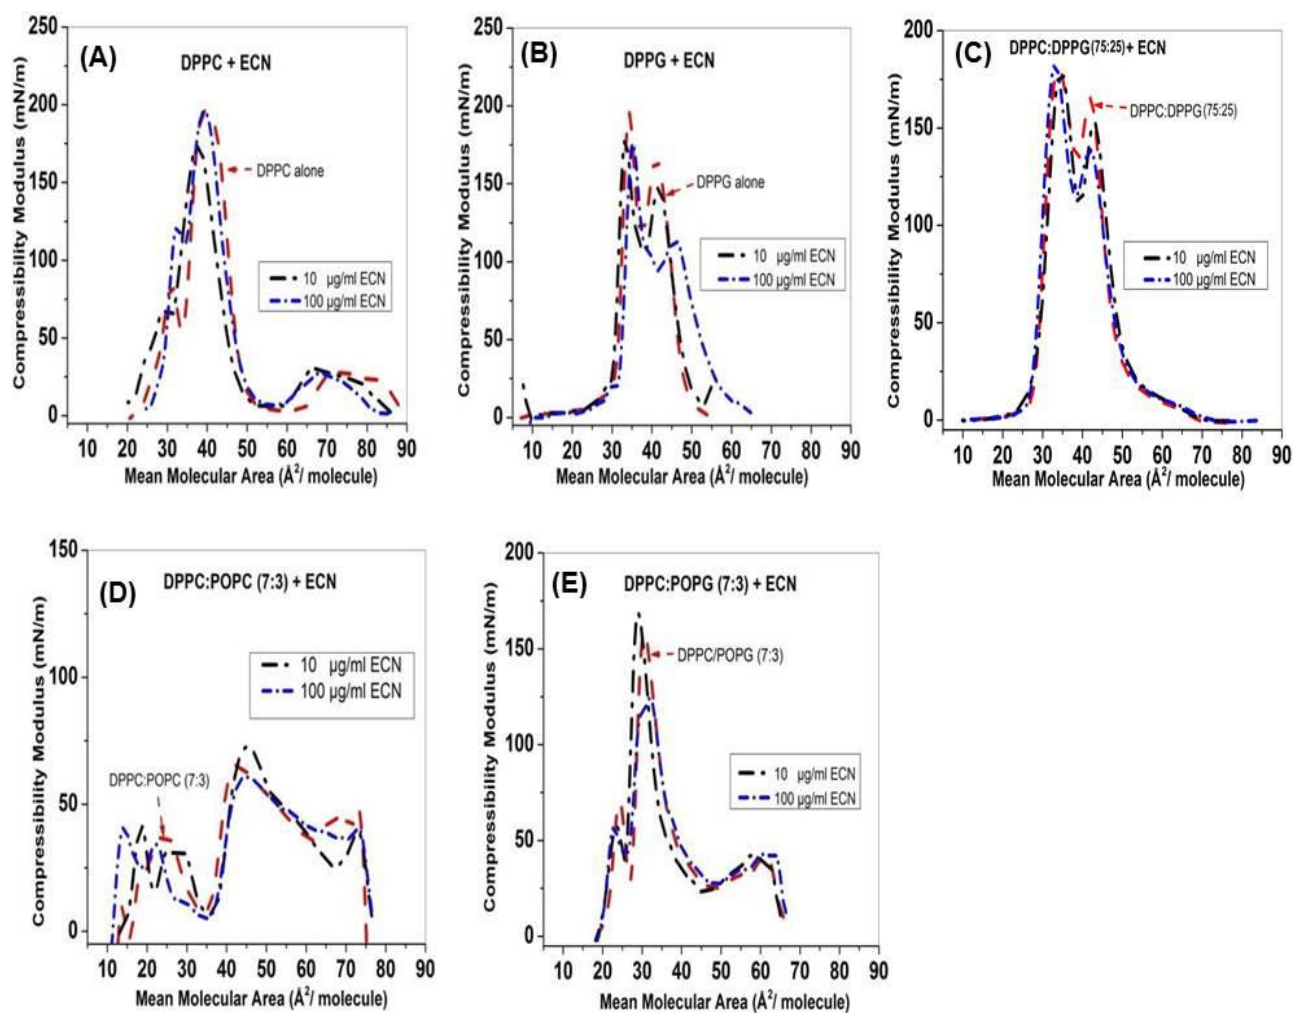 (A)
DPPC + ECN
Compressibility Modulus (mN/m)
250
200
150
100
50
0
DPPC alone
10 µg/ml ECN
100 µg/ml ECN
10 20 30 40 50 60 70 80 90
Mean Molecular Area (Å²/ molecule)
(B)
DPPG + ECN
Compressibility Modulus (mN/m)
250
200
150
100
50
0
DPPG alone
10 µg/ml ECN
100 µg/ml ECN
10 20 30 40 50 60 70 80 90
Mean Molecular Area (Å²/ molecule)
(C)
DPPC:DPPG(75:25)+ ECN
Compressibility Modulus (mN/m)
200
150
100
50
0
DPPC:DPPG(75:25)
10 µg/ml ECN
100 µg/ml ECN
10 20 30 40 50 60 70 80 90
Mean Molecular Area (Å²/ molecule)
(D)
DPPC:POPC (7:3) + ECN
Compressibility Modulus (mN/m)
150
100
50
0
10 µg/ml ECN
100 µg/ml ECN
DPPC:POPC (7:3)
10 20 30 40 50 60 70 80 90
Mean Molecular Area (Å²/ molecule)
(E)
DPPC:POPG (7:3) + ECN
Compressibility Modulus (mN/m)
200
150
100
50
0
DPPC/POPG (7:3)
10 µg/ml ECN
100 µg/ml ECN
10 20 30 40 50 60 70 80 90
Mean Molecular Area (Å²/ molecule)